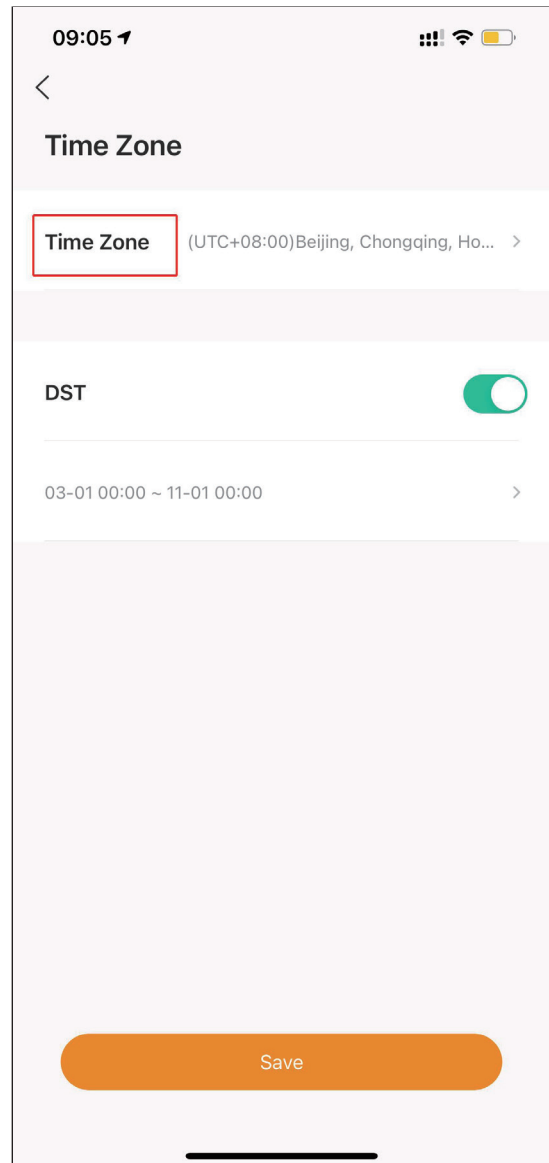 09:05
Time Zone
Time Zone (UTC+08:00)Beijing, Chongqing, Ho...
DST
03-01 00:00 ~ 11-01 00:00
Save